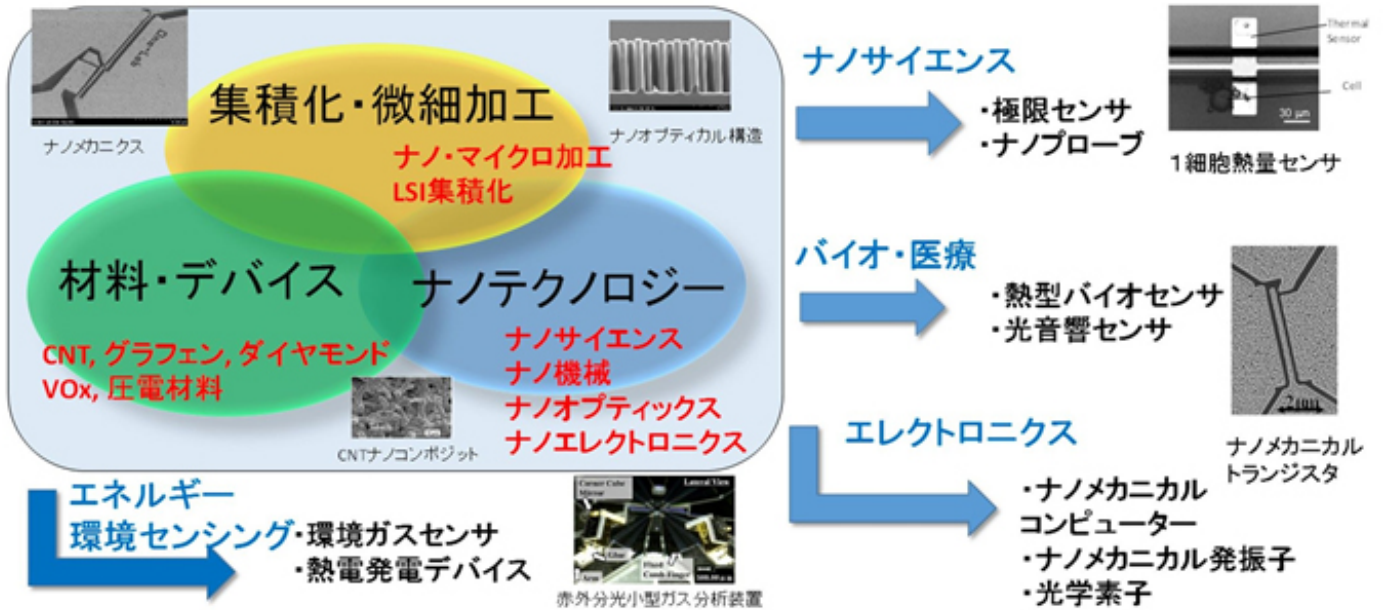 Ono-Lab
ナノメカニクス
集積化・微細加工
ナノ・マイクロ加工
LSI集積化
ナノオプティカル構造
材料・デバイス
CNT, グラフェン, ダイヤモンド
VOx, 圧電材料
ナノテクノロジー
ナノサイエンス
ナノ機械
ナノオプティックス
ナノエレクトロニクス
CNTナノコンポジット
ナノサイエンス
・極限センサ
・ナノプローブ
Thermal
Sensor
Cell
30 µm
1細胞熱量センサ
バイオ・医療
・熱型バイオセンサ
・光音響センサ
2µm
ナノメカニカル
トランジスタ
エレクトロニクス
・ナノメカニカル
コンピューター
・ナノメカニカル発振子
・光学素子
エネルギー
環境センシング
・環境ガスセンサ
・熱電発電デバイス
Corner Cube
Mirror
Lateral View
Glue
Fixed
Comb-Finger
Arm
赤外分光小型ガス分析装置